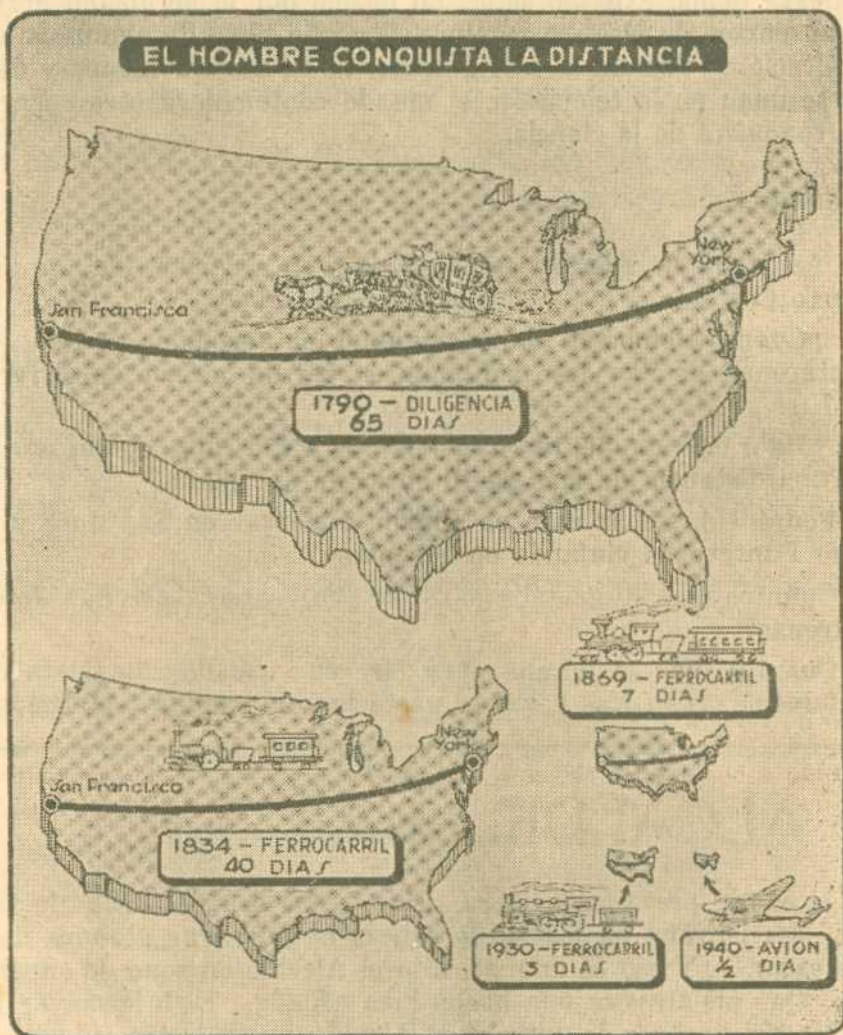 EL HOMBRE CONQUISTA LA DISTANCIA
New
York
San Francisco
1790 - DILIGENCIA
65 DIAS
1869 - FERROCARRIL
7 DIAS
New
York
San Francisco
1834 - FERROCARRIL
40 DIAS
1930 - FERROCARRIL
3 DIAS
1940 - AVION
½ DIA